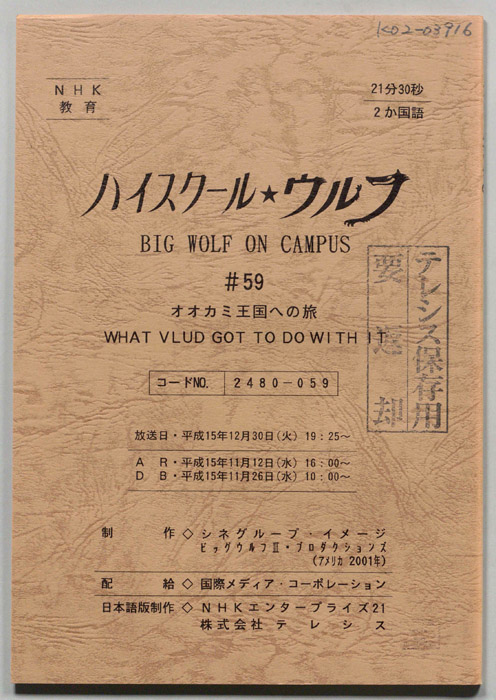 K02-03916
NHK
教育
21分30秒
2か国語
ハイスクール★ウルフ
BIG WOLF ON CAMPUS
#59
オオカミ王国への旅
WHAT VLUD GOT TO DO WITH IT
コードNO. 2480-059
テレシス保存用
要返却
放送日・平成15年12月30日(火) 19:25〜
AR・平成15年11月12日(水) 16:00〜
DB・平成15年11月26日(水) 10:00〜
制作◇シネグループ・イメージ
ビッグウルフⅢ・プロダクションズ
(アメリカ 2001年)
配給◇国際メディア・コーポレーション
日本語版制作◇NHKエンタープライズ21
株式会社テレシス